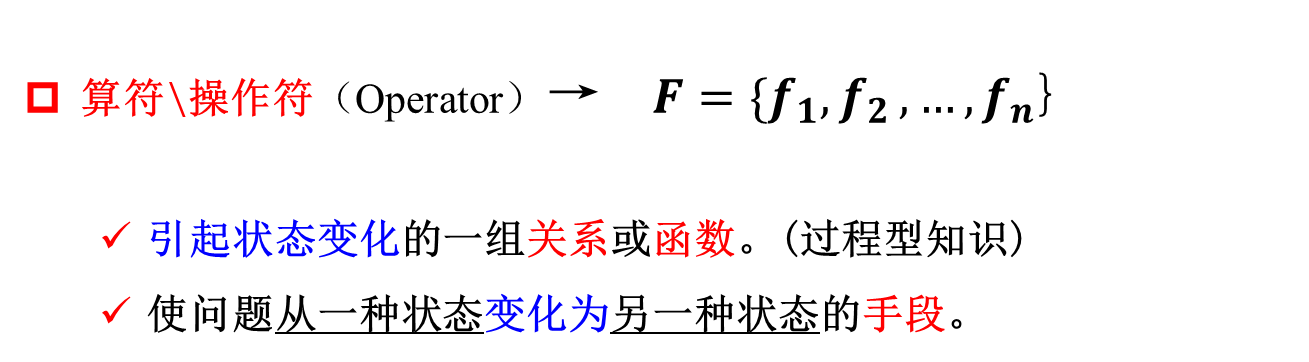 算符\操作符（Operator）→ F = {f₁, f₂ , … , fₙ}
✓ 引起状态变化的一组关系或函数。(过程型知识)
✓ 使问题从一种状态变化为另一种状态的手段。